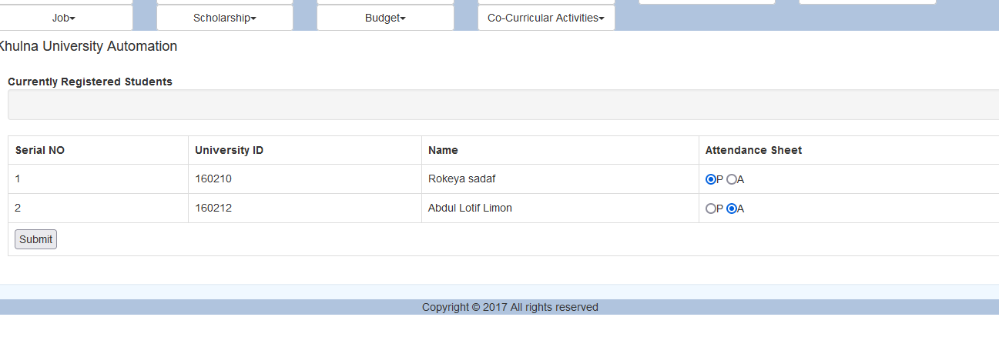 Job Scholarship Budget Co-Curricular Activities
Khulna University Automation
Currently Registered Students
Serial NO University ID Name Attendance Sheet
1 160210 Rokeya sadaf P A
2 160212 Abdul Lotif Limon P A
Submit
Copyright © 2017 All rights reserved